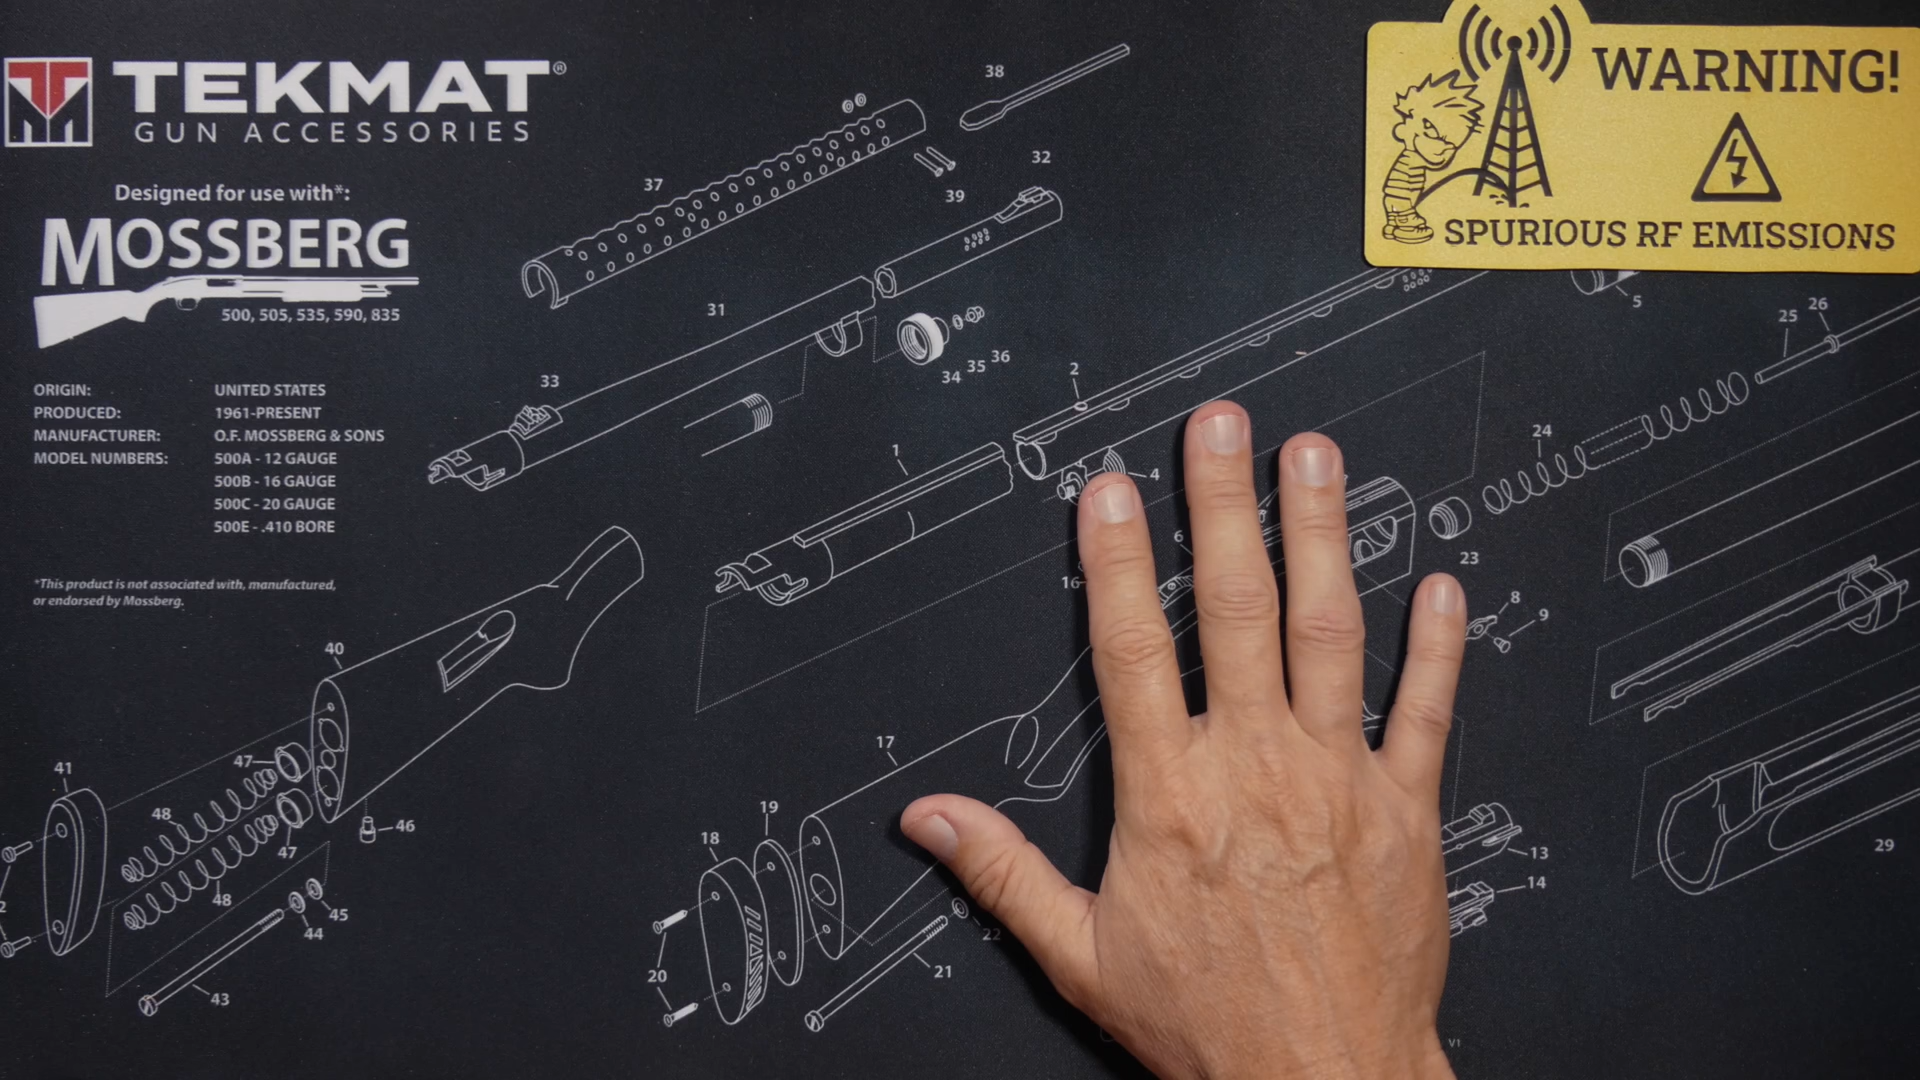 TEKMAT®
GUN ACCESSORIES
Designed for use with*:
MOSSBERG
500, 505, 535, 590, 835
ORIGIN: UNITED STATES
PRODUCED: 1961-PRESENT
MANUFACTURER: O.F. MOSSBERG & SONS
MODEL NUMBERS: 500A - 12 GAUGE
500B - 16 GAUGE
500C - 20 GAUGE
500E - .410 BORE
*This product is not associated with, manufactured,
or endorsed by Mossberg.
WARNING!
SPURIOUS RF EMISSIONS
38
32
37
39
31
36
35
34
33
2
1
4
5
26
25
24
23
6
16
8
9
40
41
47
48
47
48
46
45
44
43
17
19
18
20
21
22
13
14
29
V1